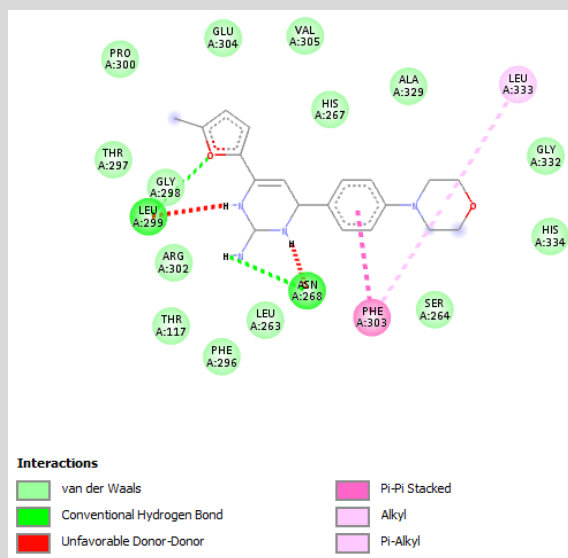 GLU
A:304
VAL
A:305
PRO
A:300
LEU
A:333
ALA
A:329
HIS
A:267
THR
A:297
GLY
A:298
GLY
A:332
O
H
N
N
O
LEU
A:299
HIS
A:334
ARG
A:302
N
H
H
N
ASN
A:268
SER
A:264
PHE
A:303
LEU
A:263
THR
A:117
PHE
A:296
Interactions
van der Waals
Conventional Hydrogen Bond
Unfavorable Donor-Donor
Pi-Pi Stacked
Alkyl
Pi-Alkyl